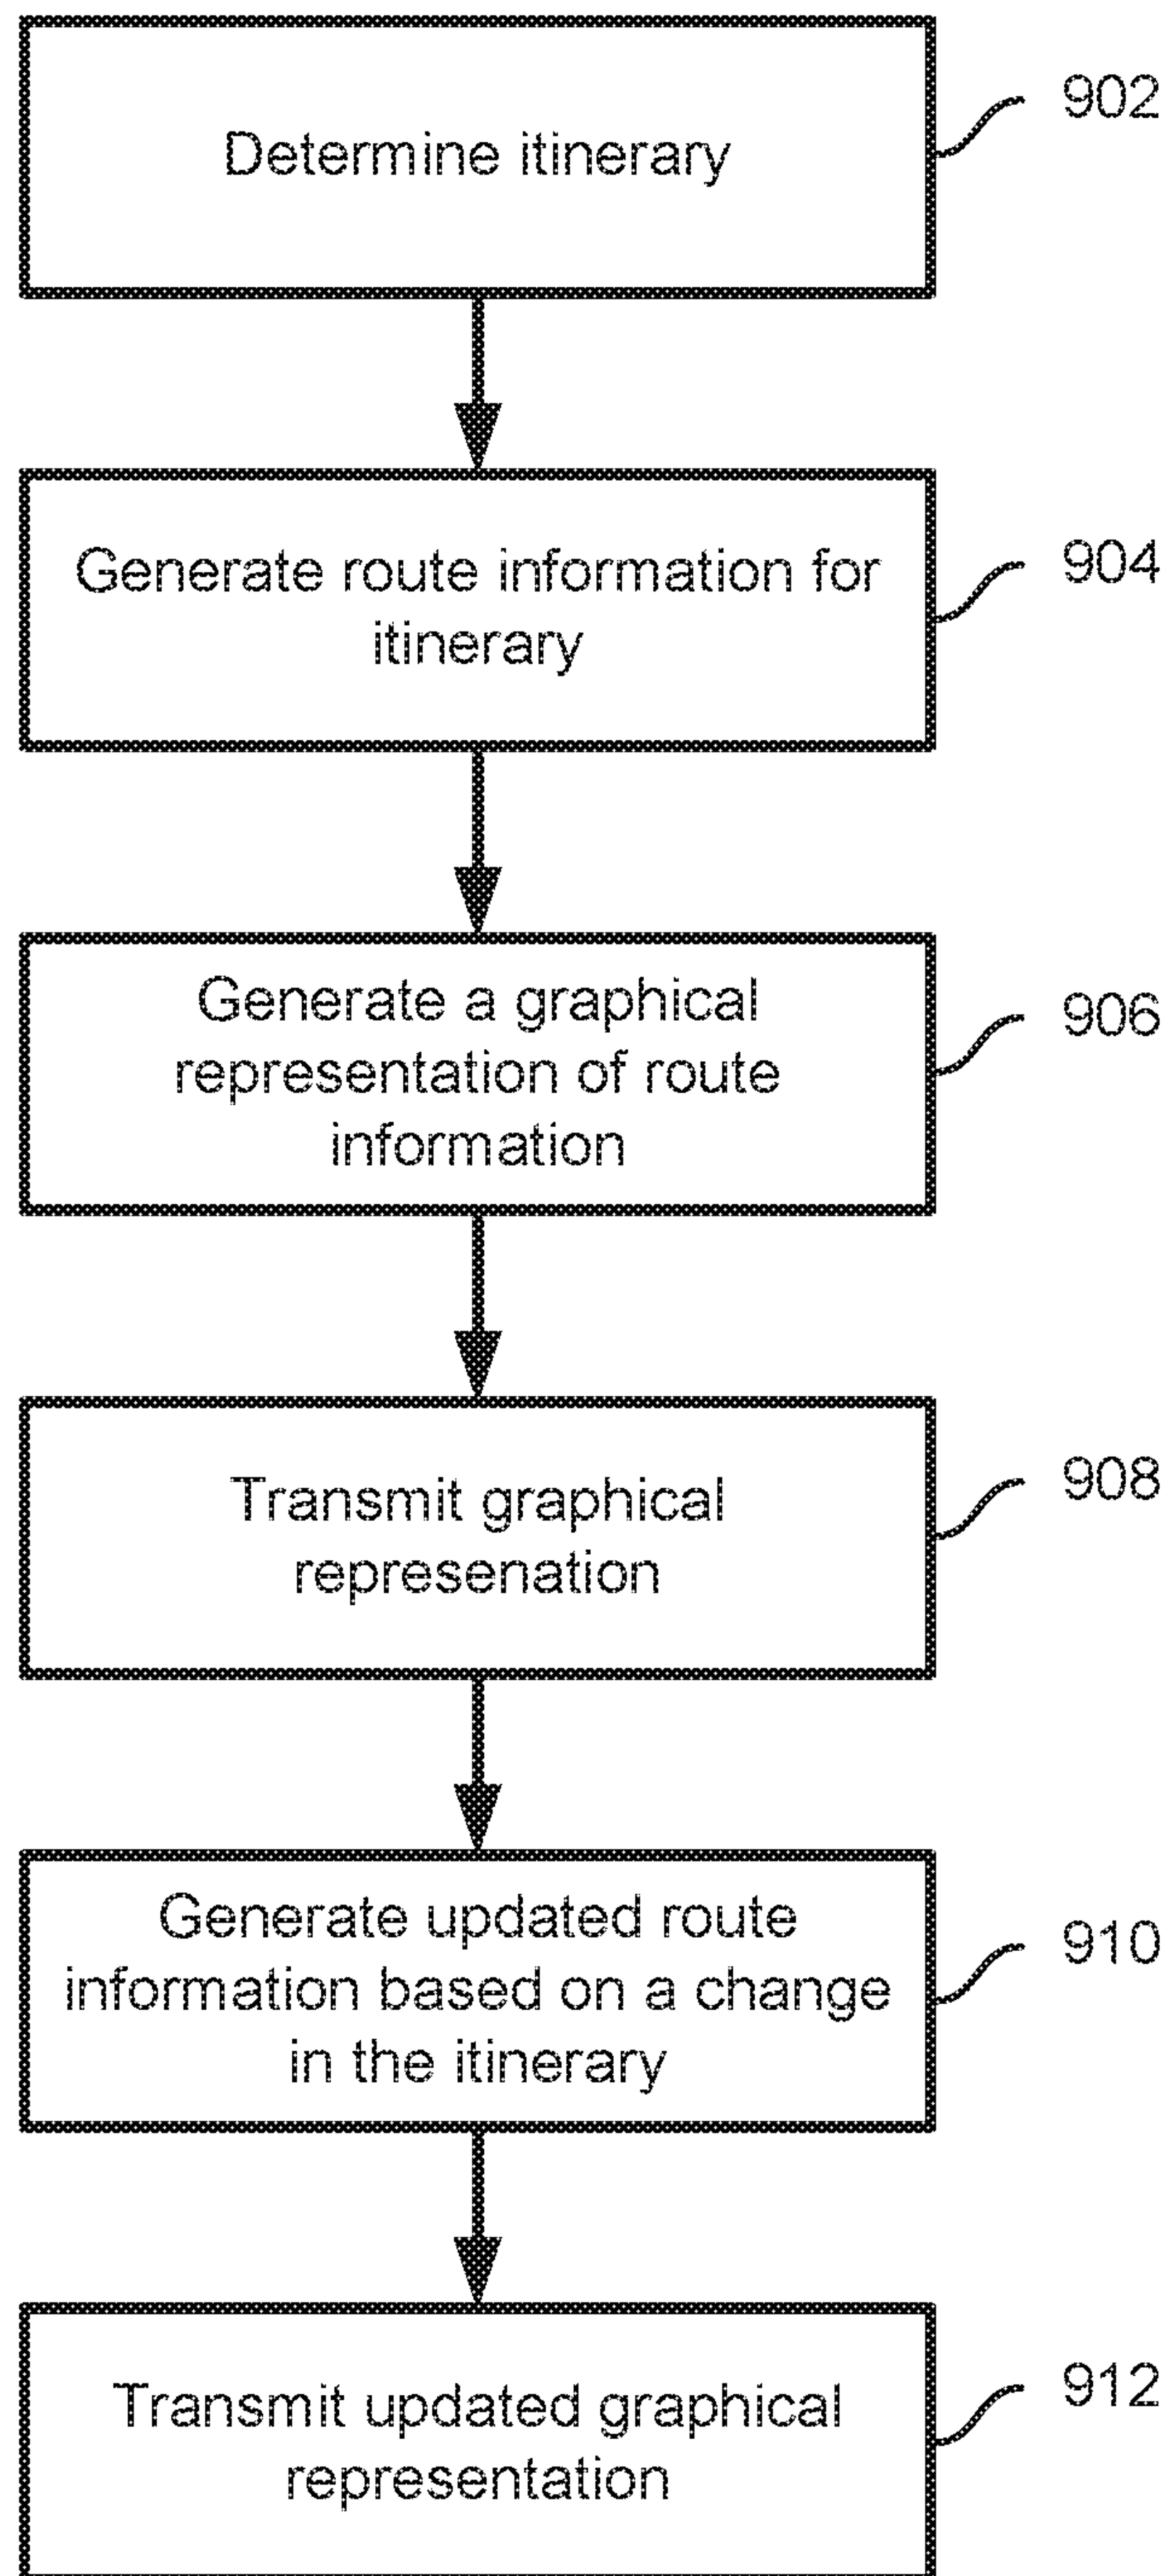 Determine itinerary
902
Generate route information for
itinerary
904
Generate a graphical
representation of route
information
906
Transmit graphical
represenation
908
Generate updated route
information based on a change
in the itinerary
910
Transmit updated graphical
representation
912